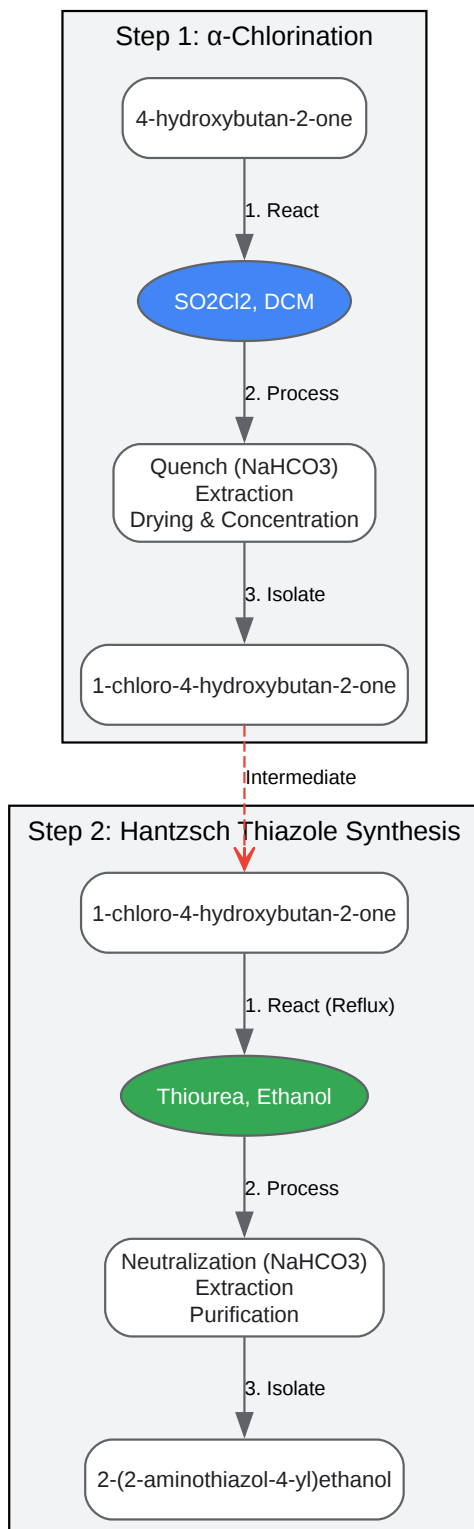 Step 1: α-Chlorination
4-hydroxybutan-2-one
1. React
SO2Cl2, DCM
2. Process
Quench (NaHCO3)
Extraction
Drying & Concentration
3. Isolate
1-chloro-4-hydroxybutan-2-one
Intermediate
Step 2: Hantzsch Thiazole Synthesis
1-chloro-4-hydroxybutan-2-one
1. React (Reflux)
Thiourea, Ethanol
2. Process
Neutralization (NaHCO3)
Extraction
Purification
3. Isolate
2-(2-aminothiazol-4-yl)ethanol